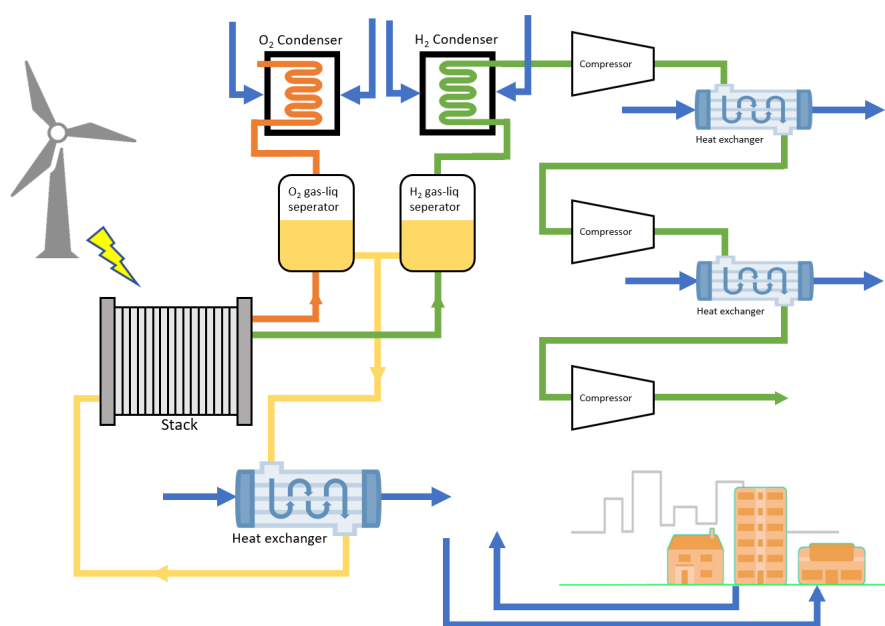 O₂ Condenser
H₂ Condenser
Compressor
Heat exchanger
O₂ gas-liq
seperator
H₂ gas-liq
seperator
Compressor
Heat exchanger
Compressor
Stack
Heat exchanger